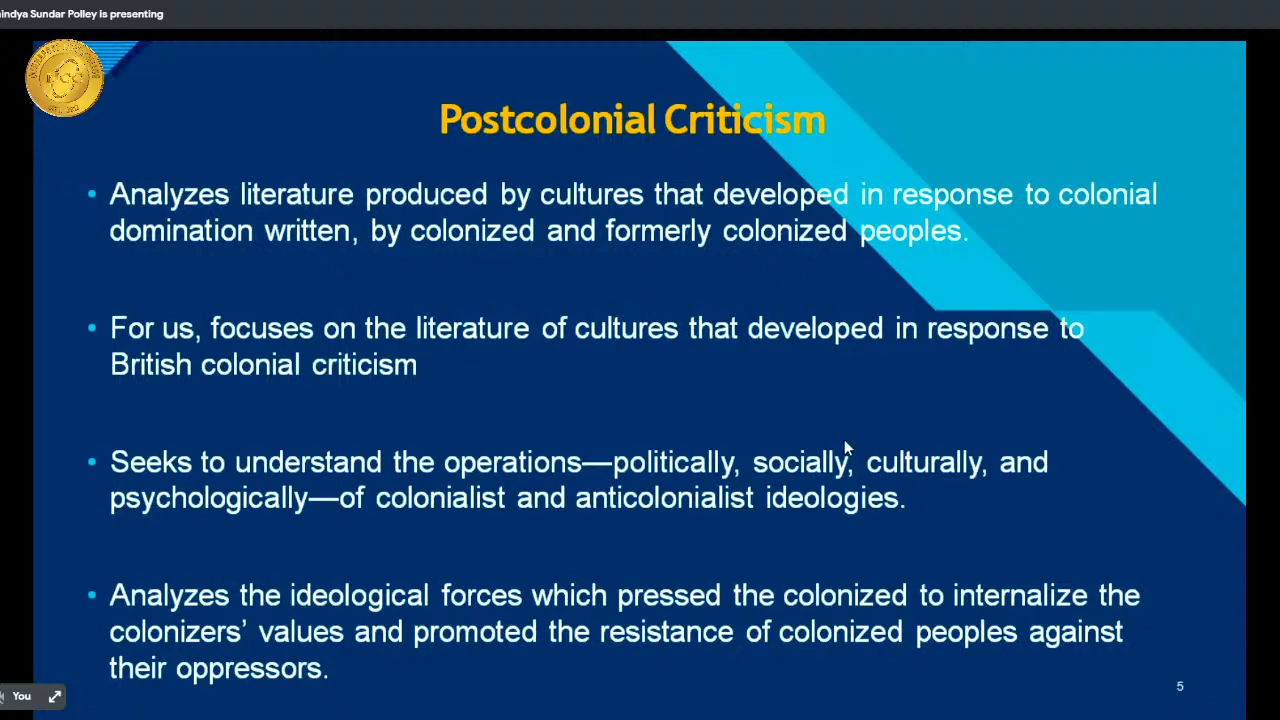 Sundar Polley is presenting
Postcolonial Criticism
• Analyzes literature produced by cultures that developed in response to colonial
domination written, by colonized and formerly colonized peoples.
• For us, focuses on the literature of cultures that developed in response to
British colonial criticism
• Seeks to understand the operations—politically, socially, culturally, and
psychologically—of colonialist and anticolonialist ideologies.
• Analyzes the ideological forces which pressed the colonized to internalize the
colonizers’ values and promoted the resistance of colonized peoples against
their oppressors.
You
5